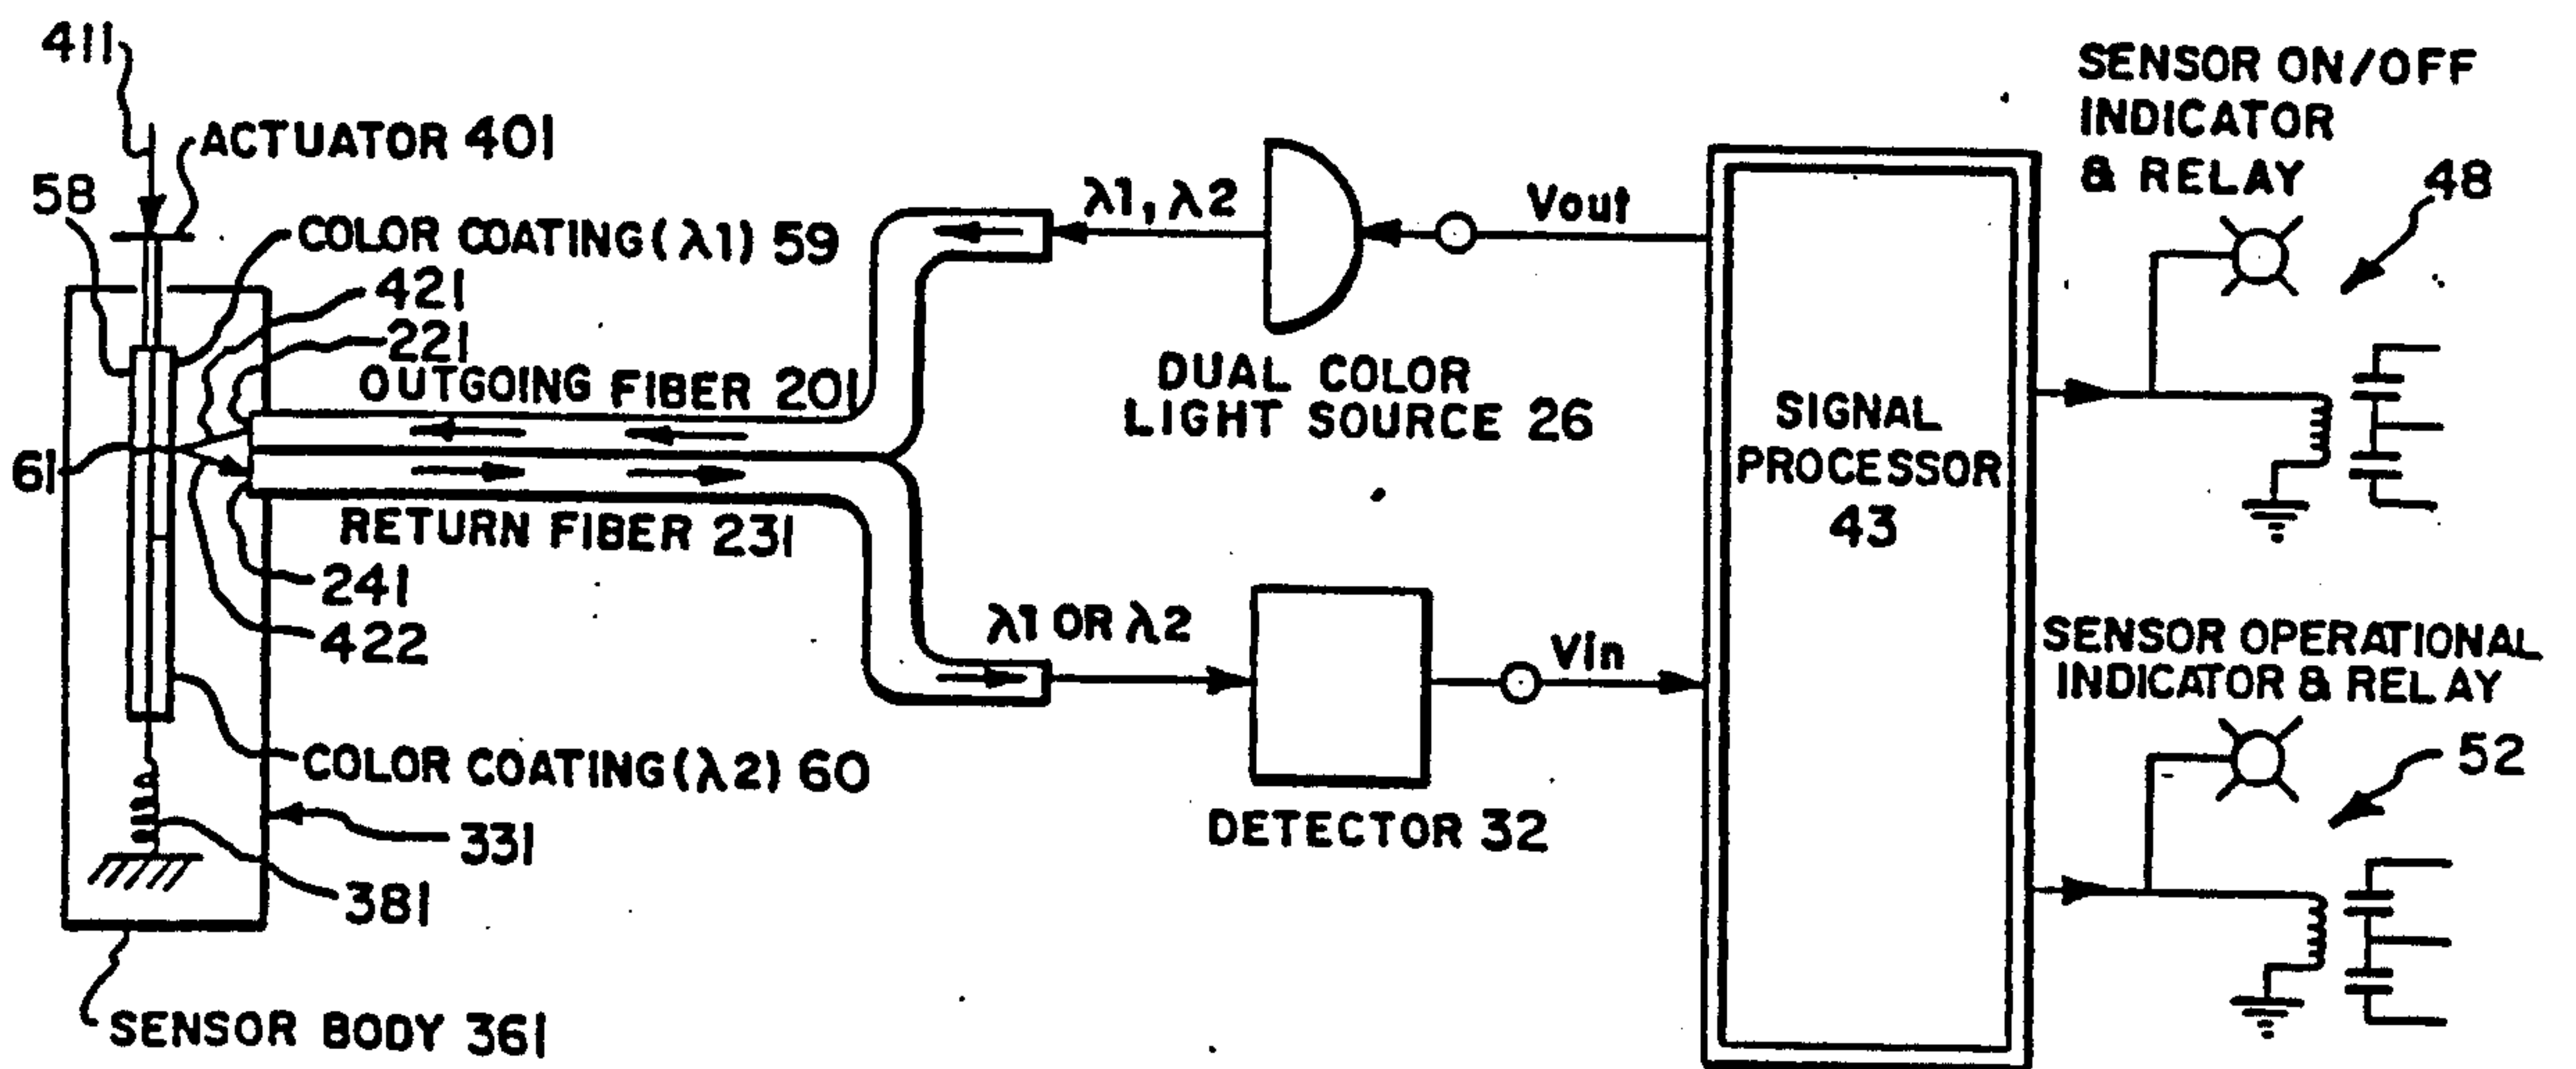 411
ACTUATOR 401
58
COLOR COATING (λ1) 59
421
221
OUTGOING FIBER 201
61
RETURN FIBER 231
241
422
COLOR COATING (λ2) 60
331
381
SENSOR BODY 361
λ1, λ2
Vout
DUAL COLOR
LIGHT SOURCE 26
λ1 OR λ2
Vin
DETECTOR 32
SIGNAL
PROCESSOR
43
SENSOR ON/OFF
INDICATOR
& RELAY
48
SENSOR OPERATIONAL
INDICATOR & RELAY
52